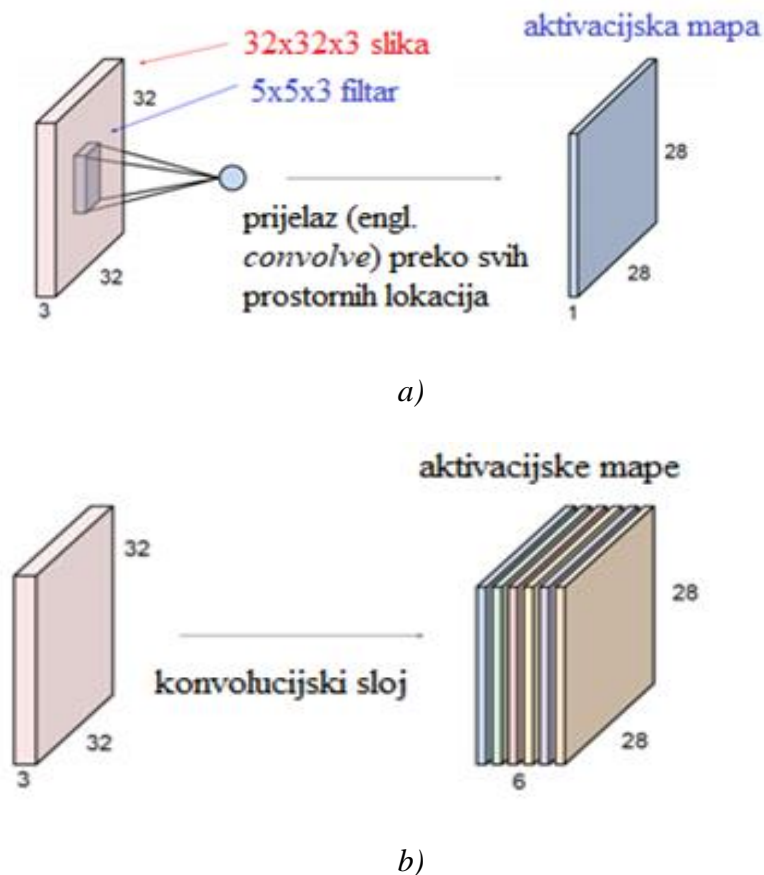 32x32x3 slika
5x5x3 filtar
32
32
3
prijelaz (engl.
convolve) preko svih
prostornih lokacija
aktivacijska mapa
28
28
1
a)
32
32
3
konvolucijski sloj
aktivacijske mape
28
28
6
b)